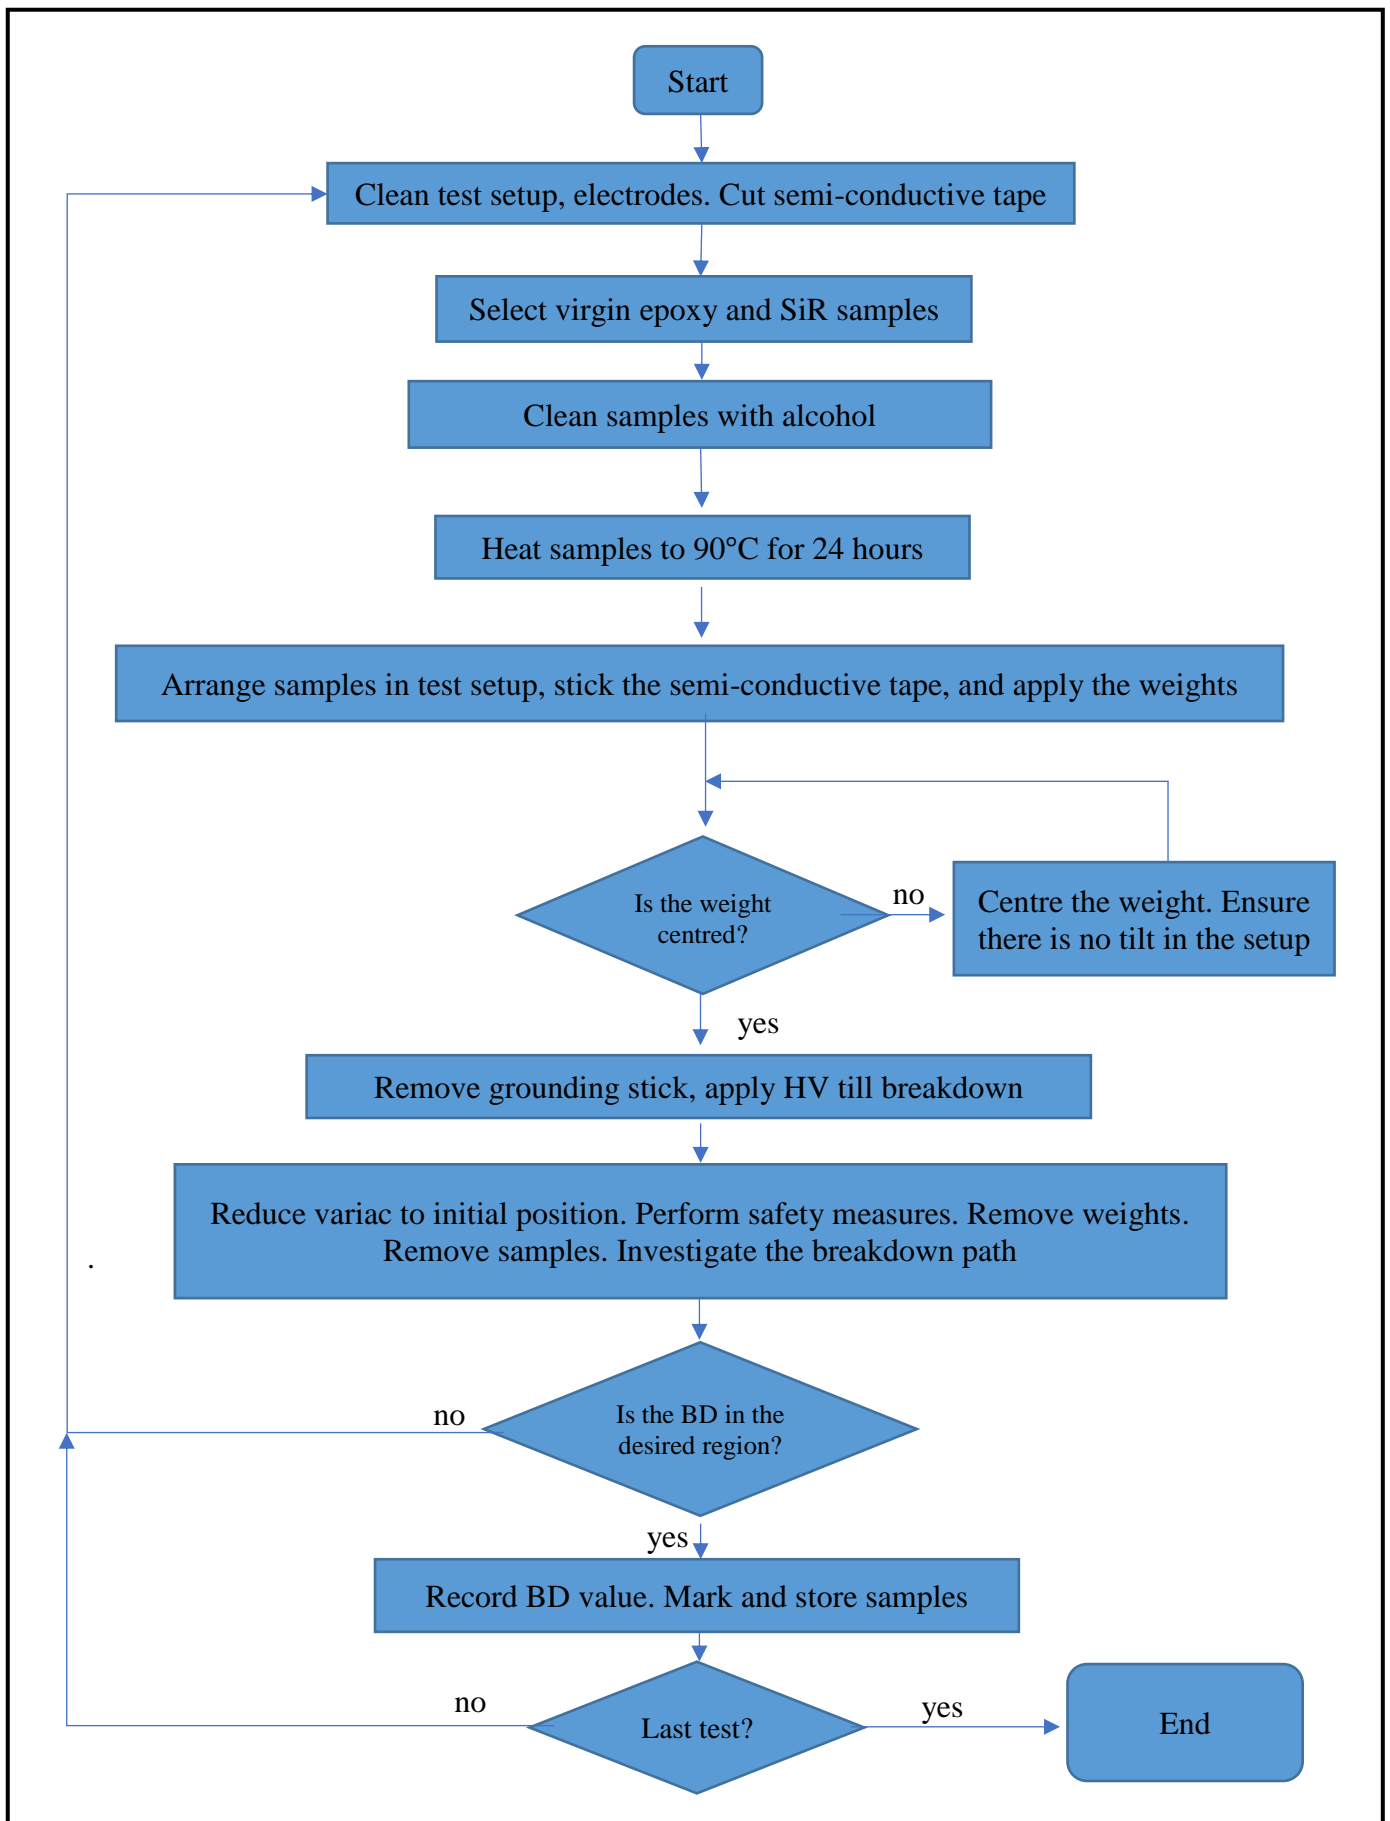 Start
Clean test setup, electrodes. Cut semi-conductive tape
Select virgin epoxy and SiR samples
Clean samples with alcohol
Heat samples to 90°C for 24 hours
Arrange samples in test setup, stick the semi-conductive tape, and apply the weights
Is the weight
centred?
no
Centre the weight. Ensure
there is no tilt in the setup
yes
Remove grounding stick, apply HV till breakdown
Reduce variac to initial position. Perform safety measures. Remove weights.
Remove samples. Investigate the breakdown path
.
Is the BD in the
desired region?
no
yes
Record BD value. Mark and store samples
Last test?
no
yes
End